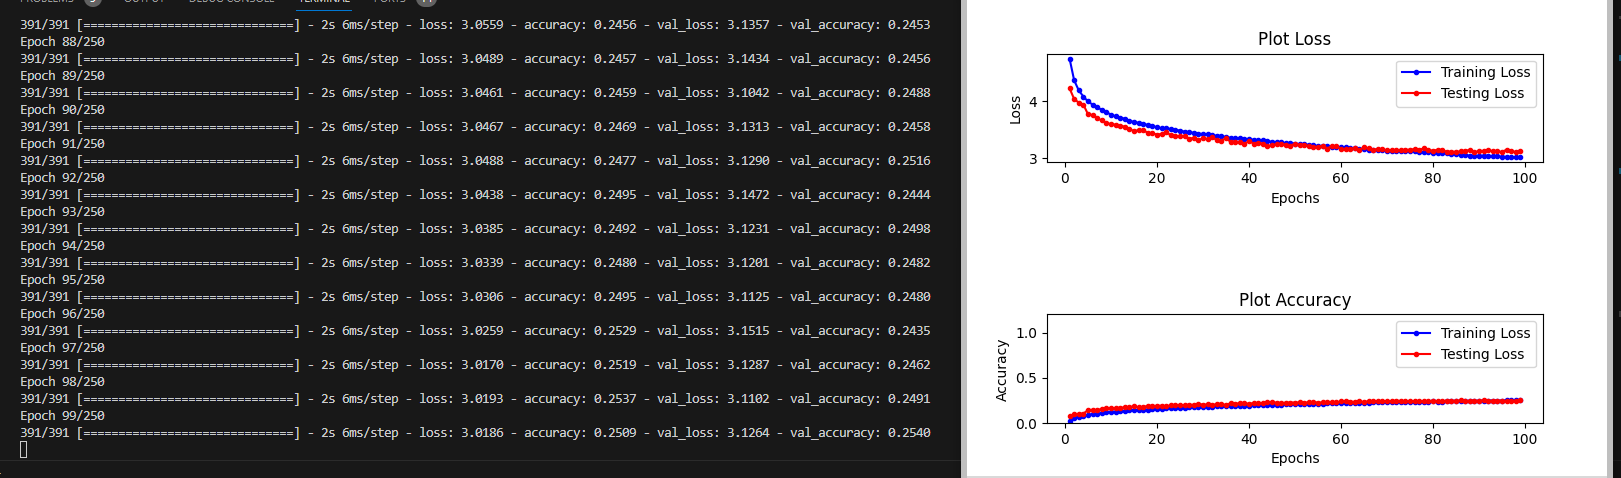 PROBLEMS OUTPUT DEBUG CONSOLE TERMINAL PORTS
391/391 [==============================] - 2s 6ms/step - loss: 3.0559 - accuracy: 0.2456 - val_loss: 3.1357 - val_accuracy: 0.2453
Epoch 88/250
391/391 [==============================] - 2s 6ms/step - loss: 3.0489 - accuracy: 0.2457 - val_loss: 3.1434 - val_accuracy: 0.2456
Epoch 89/250
391/391 [==============================] - 2s 6ms/step - loss: 3.0461 - accuracy: 0.2459 - val_loss: 3.1042 - val_accuracy: 0.2488
Epoch 90/250
391/391 [==============================] - 2s 6ms/step - loss: 3.0467 - accuracy: 0.2469 - val_loss: 3.1313 - val_accuracy: 0.2458
Epoch 91/250
391/391 [==============================] - 2s 6ms/step - loss: 3.0488 - accuracy: 0.2477 - val_loss: 3.1290 - val_accuracy: 0.2516
Epoch 92/250
391/391 [==============================] - 2s 6ms/step - loss: 3.0438 - accuracy: 0.2495 - val_loss: 3.1472 - val_accuracy: 0.2444
Epoch 93/250
391/391 [==============================] - 2s 6ms/step - loss: 3.0385 - accuracy: 0.2492 - val_loss: 3.1231 - val_accuracy: 0.2498
Epoch 94/250
391/391 [==============================] - 2s 6ms/step - loss: 3.0339 - accuracy: 0.2480 - val_loss: 3.1201 - val_accuracy: 0.2482
Epoch 95/250
391/391 [==============================] - 2s 6ms/step - loss: 3.0306 - accuracy: 0.2495 - val_loss: 3.1125 - val_accuracy: 0.2480
Epoch 96/250
391/391 [==============================] - 2s 6ms/step - loss: 3.0259 - accuracy: 0.2529 - val_loss: 3.1515 - val_accuracy: 0.2435
Epoch 97/250
391/391 [==============================] - 2s 6ms/step - loss: 3.0170 - accuracy: 0.2519 - val_loss: 3.1287 - val_accuracy: 0.2462
Epoch 98/250
391/391 [==============================] - 2s 6ms/step - loss: 3.0193 - accuracy: 0.2537 - val_loss: 3.1102 - val_accuracy: 0.2491
Epoch 99/250
391/391 [==============================] - 2s 6ms/step - loss: 3.0186 - accuracy: 0.2509 - val_loss: 3.1264 - val_accuracy: 0.2540
Plot Loss
Training Loss
Testing Loss
Loss
4
3
0 20 40 60 80 100
Epochs
Plot Accuracy
Training Loss
Testing Loss
Accuracy
1.0
0.5
0.0
0 20 40 60 80 100
Epochs